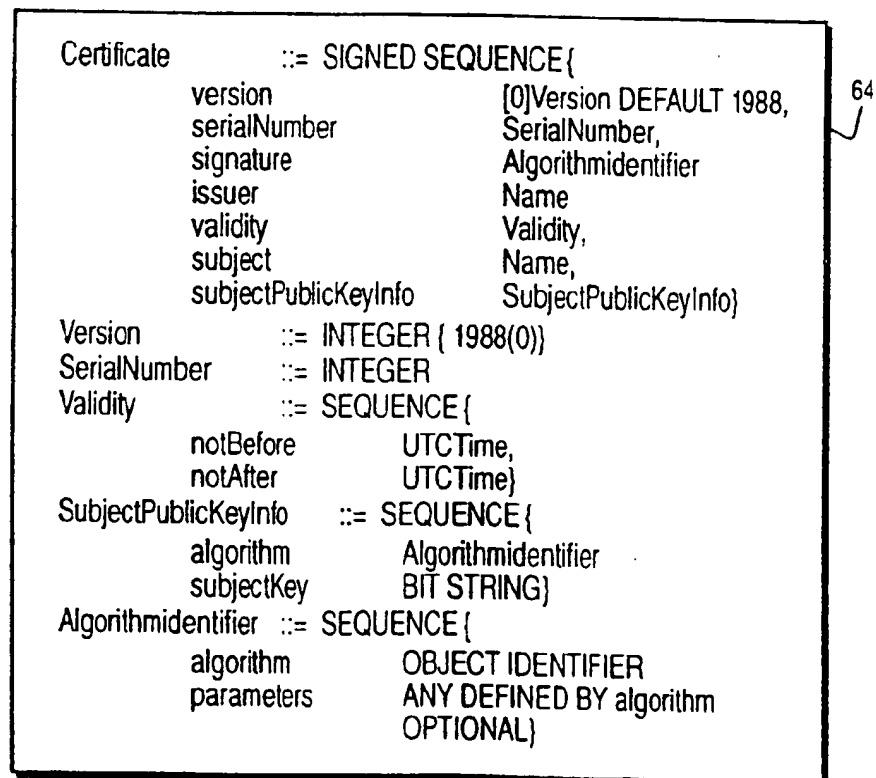 Certificate ::= SIGNED SEQUENCE{
version [0]Version DEFAULT 1988,
serialNumber SerialNumber,
signature Algorithmidentifier
issuer Name
validity Validity,
subject Name,
subjectPublicKeyInfo SubjectPublicKeyInfo}
Version ::= INTEGER { 1988(0)}
SerialNumber ::= INTEGER
Validity ::= SEQUENCE{
notBefore UTCTime,
notAfter UTCTime}
SubjectPublicKeyInfo ::= SEQUENCE{
algorithm Algorithmidentifier
subjectKey BIT STRING}
Algorithmidentifier ::= SEQUENCE{
algorithm OBJECT IDENTIFIER
parameters ANY DEFINED BY algorithm
OPTIONAL}
64